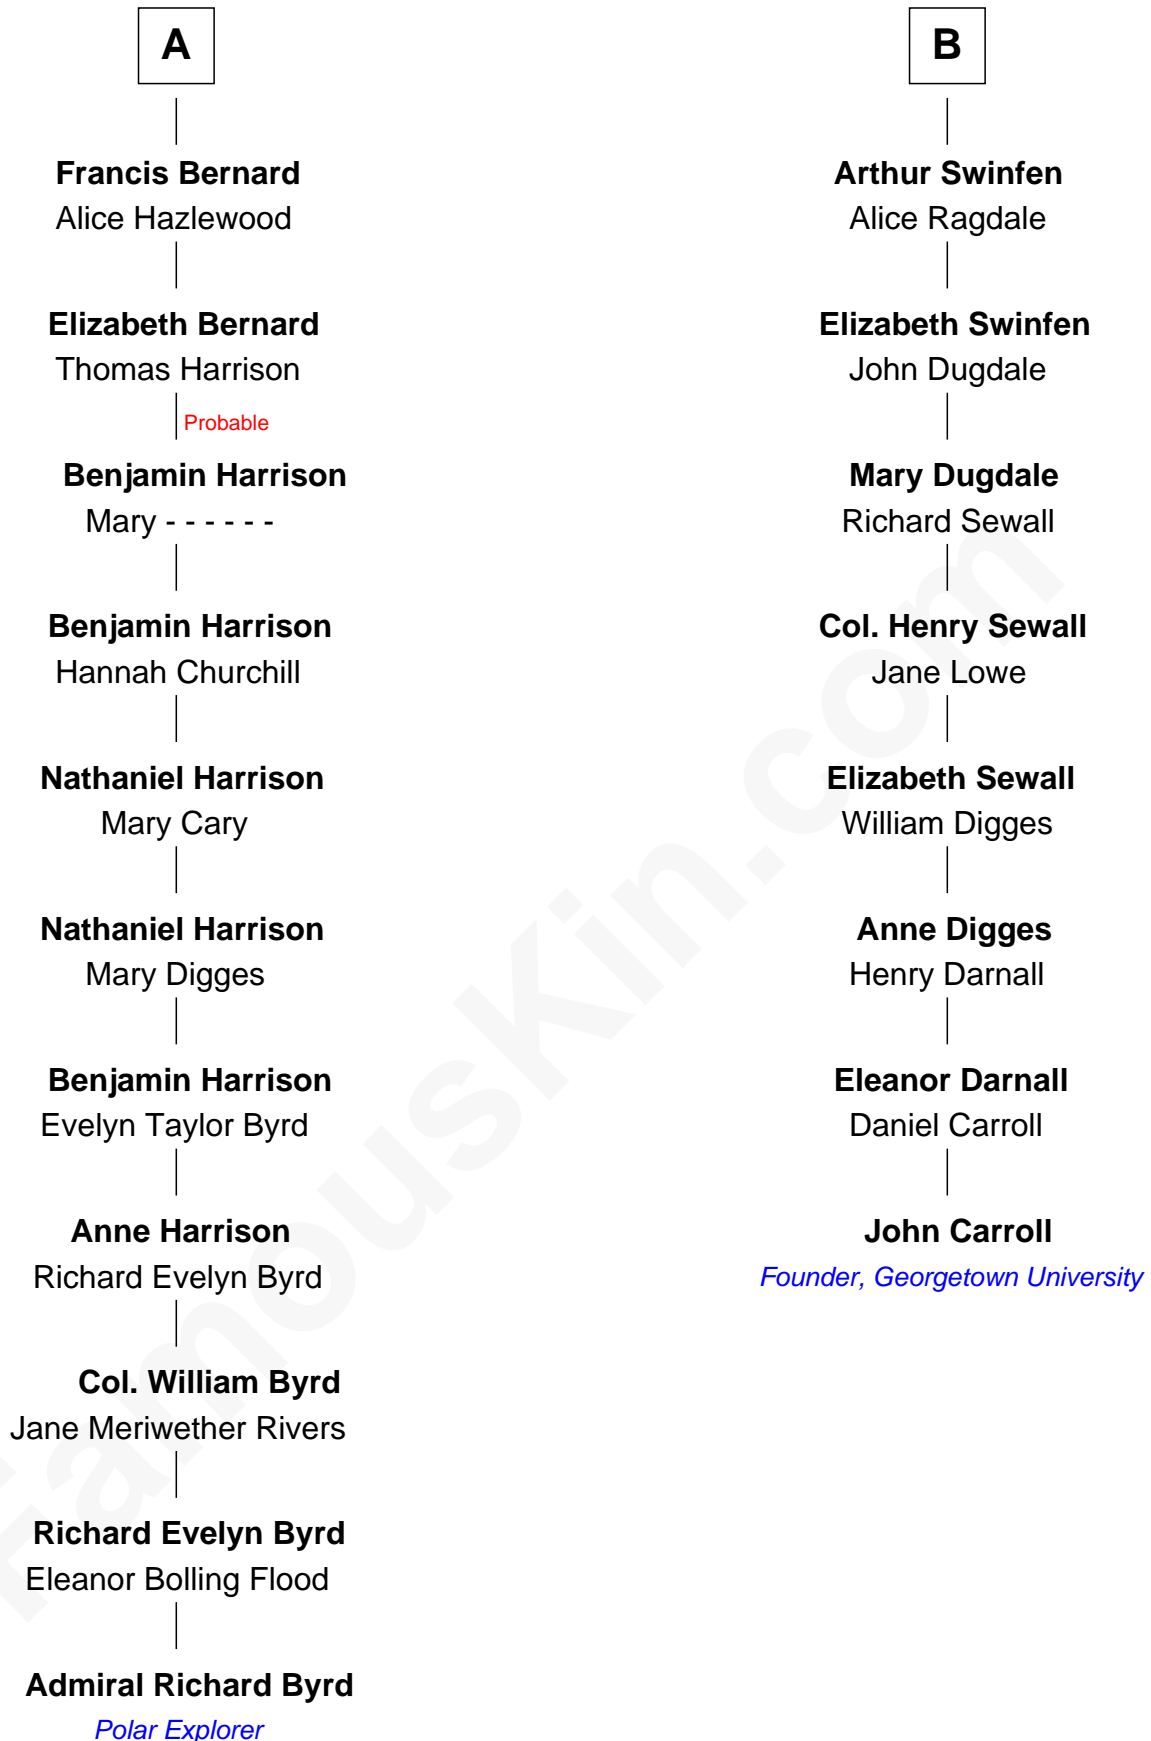 A
Francis Bernard
Alice Hazlewood
Elizabeth Bernard
Thomas Harrison
Probable
Benjamin Harrison
Mary - - - - - -
Benjamin Harrison
Hannah Churchill
Nathaniel Harrison
Mary Cary
Nathaniel Harrison
Mary Digges
Benjamin Harrison
Evelyn Taylor Byrd
Anne Harrison
Richard Evelyn Byrd
Col. William Byrd
Jane Meriwether Rivers
Richard Evelyn Byrd
Eleanor Bolling Flood
Admiral Richard Byrd
Polar Explorer
B
Arthur Swinfen
Alice Ragdale
Elizabeth Swinfen
John Dugdale
Mary Dugdale
Richard Sewall
Col. Henry Sewall
Jane Lowe
Elizabeth Sewall
William Digges
Anne Digges
Henry Darnall
Eleanor Darnall
Daniel Carroll
John Carroll
Founder, Georgetown University
FamousKin.com